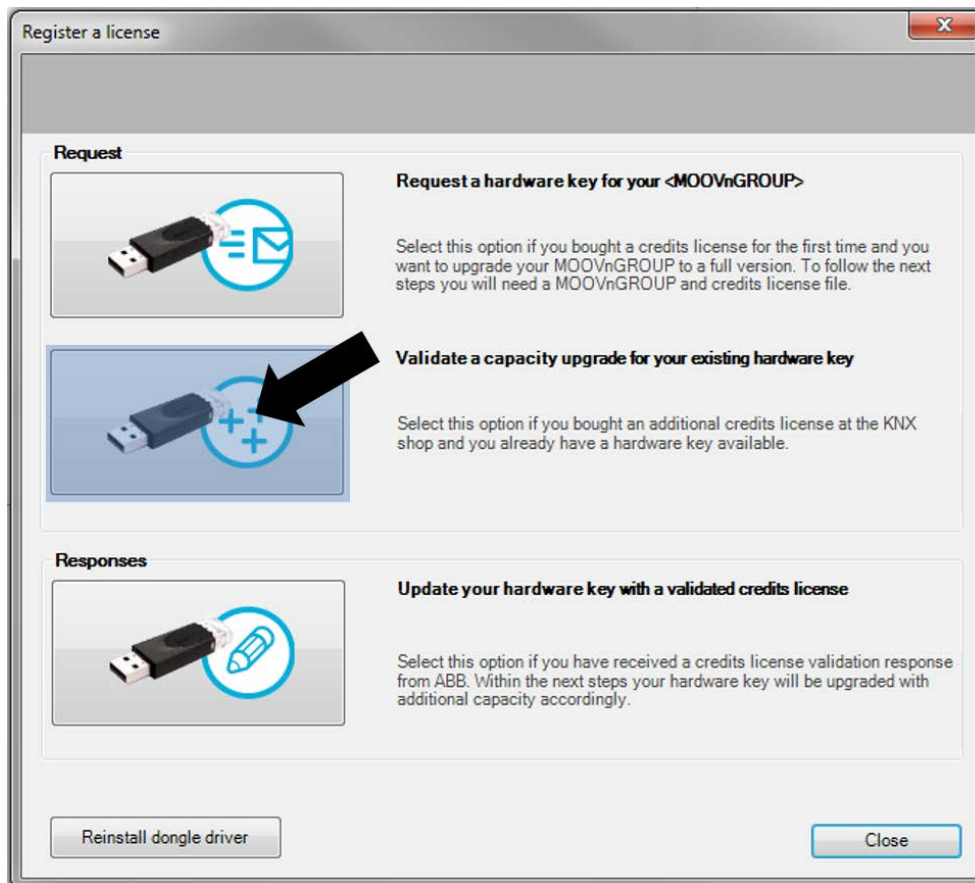 Register a license
Request
Request a hardware key for your <MOOVnGROUP>
Select this option if you bought a credits license for the first time and you
want to upgrade your MOOVnGROUP to a full version. To follow the next
steps you will need a MOOVnGROUP and credits license file.
Validate a capacity upgrade for your existing hardware key
Select this option if you bought an additional credits license at the KNX
shop and you already have a hardware key available.
Responses
Update your hardware key with a validated credits license
Select this option if you have received a credits license validation response
from ABB. Within the next steps your hardware key will be upgraded with
additional capacity accordingly.
Reinstall dongle driver
Close